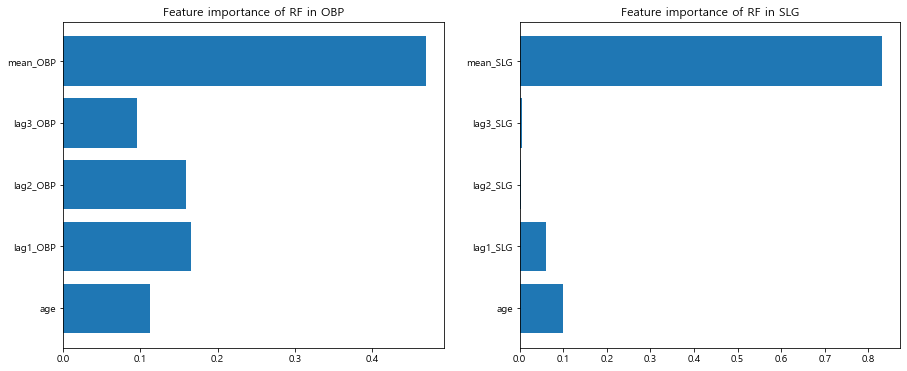 Feature importance of RF in OBP
mean_OBP
lag3_OBP
lag2_OBP
lag1_OBP
age
0.0 0.1 0.2 0.3 0.4
Feature importance of RF in SLG
mean_SLG
lag3_SLG
lag2_SLG
lag1_SLG
age
0.0 0.1 0.2 0.3 0.4 0.5 0.6 0.7 0.8